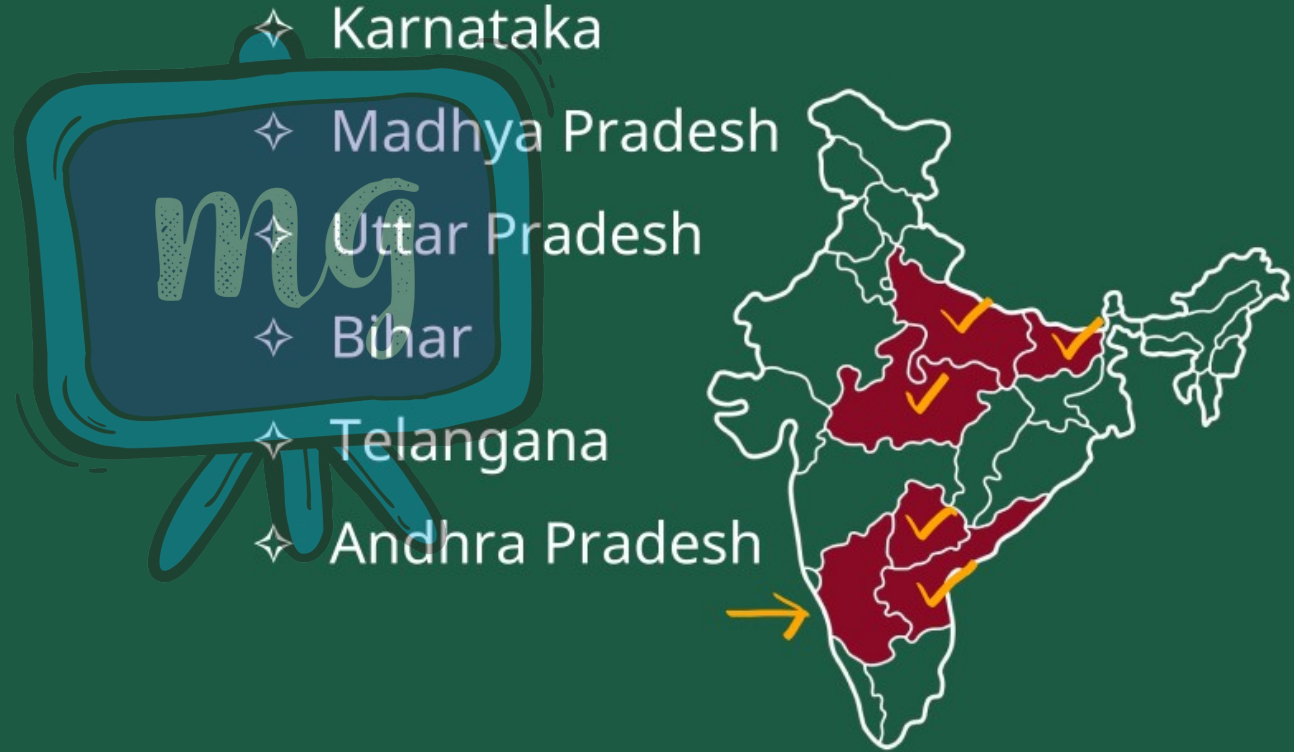 Karnataka
Madhya Pradesh
Uttar Pradesh
Bihar
Telangana
Andhra Pradesh
mg